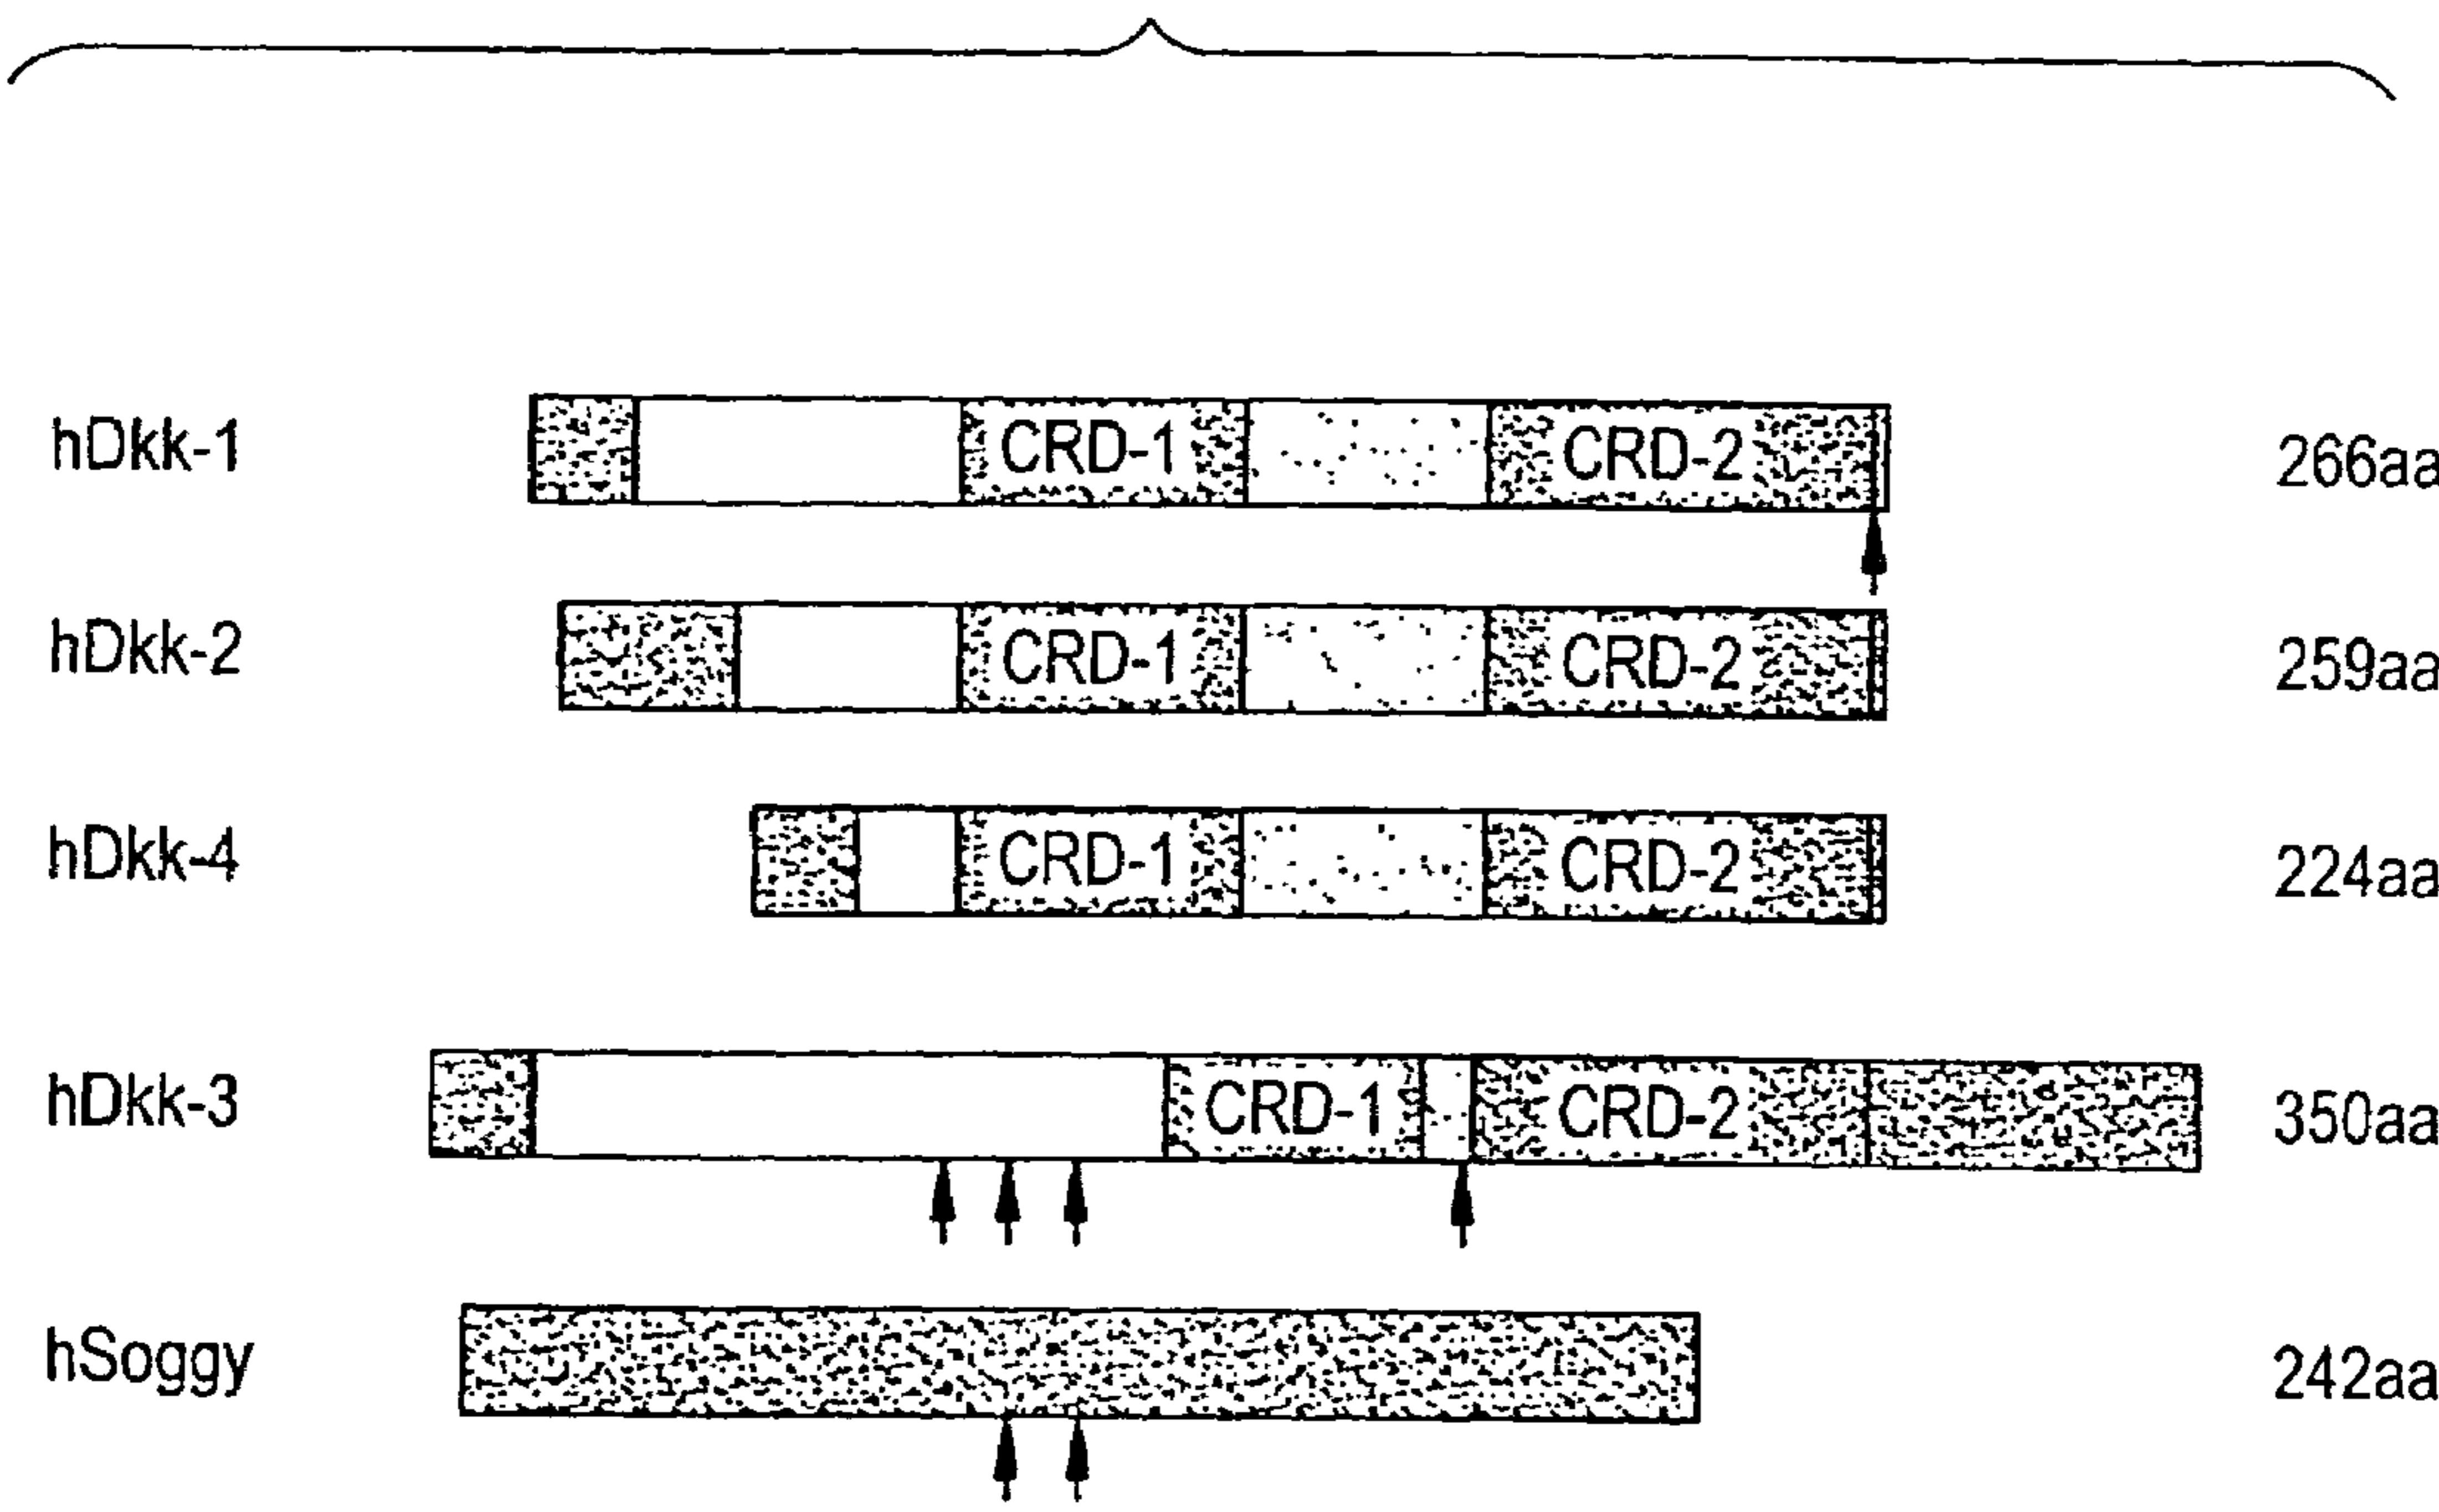 hDkk-1 CRD-1 CRD-2 266aa
hDkk-2 CRD-1 CRD-2 259aa
hDkk-4 CRD-1 CRD-2 224aa
hDkk-3 CRD-1 CRD-2 350aa
hSoggy 242aa